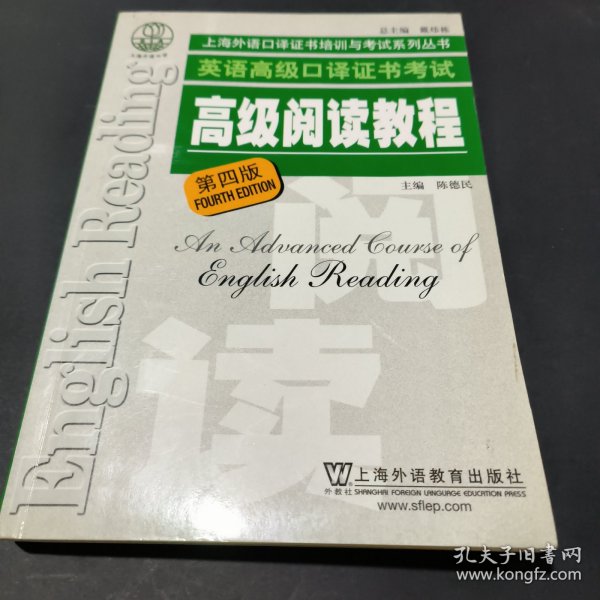 总主编 戴炜栋
上海外语口译证书培训与考试系列丛书
英语高级口译证书考试
高级阅读教程
第四版
FOURTH EDITION
主编 陈德民
An Advanced Course of
English Reading
English Reading
阅
读
W 上海外语教育出版社
外教社 SHANGHAI FOREIGN LANGUAGE EDUCATION PRESS
www.sflep.com
孔夫子旧书网
www.kongfz.com